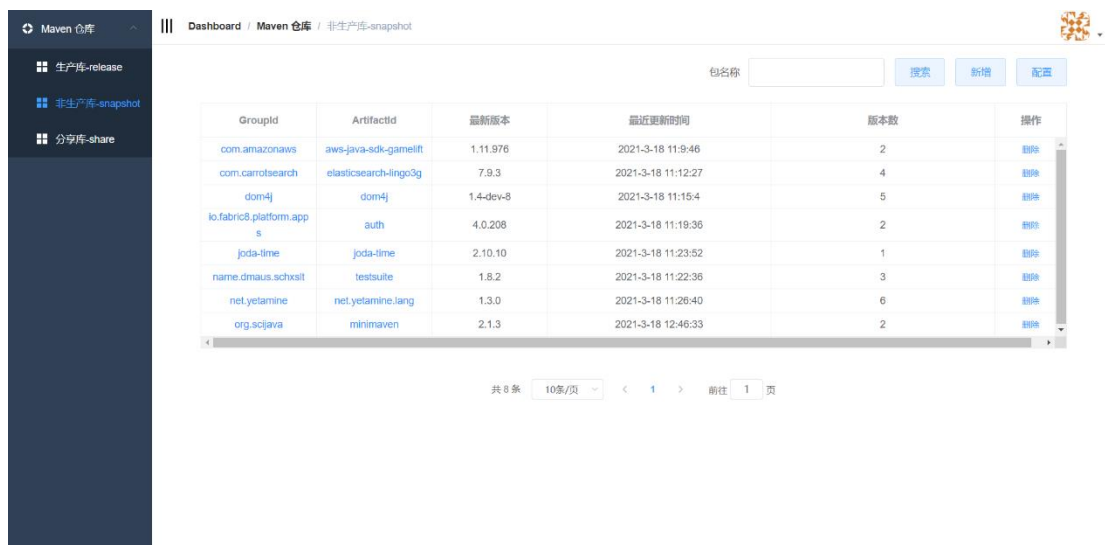 Maven 仓库
Dashboard / Maven 仓库 / 非生产库-snapshot
生产库-release
非生产库-snapshot
分享库-share
包名称 搜索 新增 配置
GroupId ArtifactId 最新版本 最近更新时间 版本数 操作
com.amazonaws aws-java-sdk-gamelift 1.11.976 2021-3-18 11:9:46 2 删除
com.carrotsearch elasticsearch-lingo3g 7.9.3 2021-3-18 11:12:27 4 删除
dom4j dom4j 1.4-dev-8 2021-3-18 11:15:4 5 删除
io.fabric8.platform.app
s auth 4.0.208 2021-3-18 11:19:36 2 删除
joda-time joda-time 2.10.10 2021-3-18 11:23:52 1 删除
name.dmaus.schxslt testsuite 1.8.2 2021-3-18 11:22:36 3 删除
net.yetamine net.yetamine.lang 1.3.0 2021-3-18 11:26:40 6 删除
org.scijava minimaven 2.1.3 2021-3-18 12:46:33 2 删除
共 8 条 10条/页 < 1 > 前往 1 页